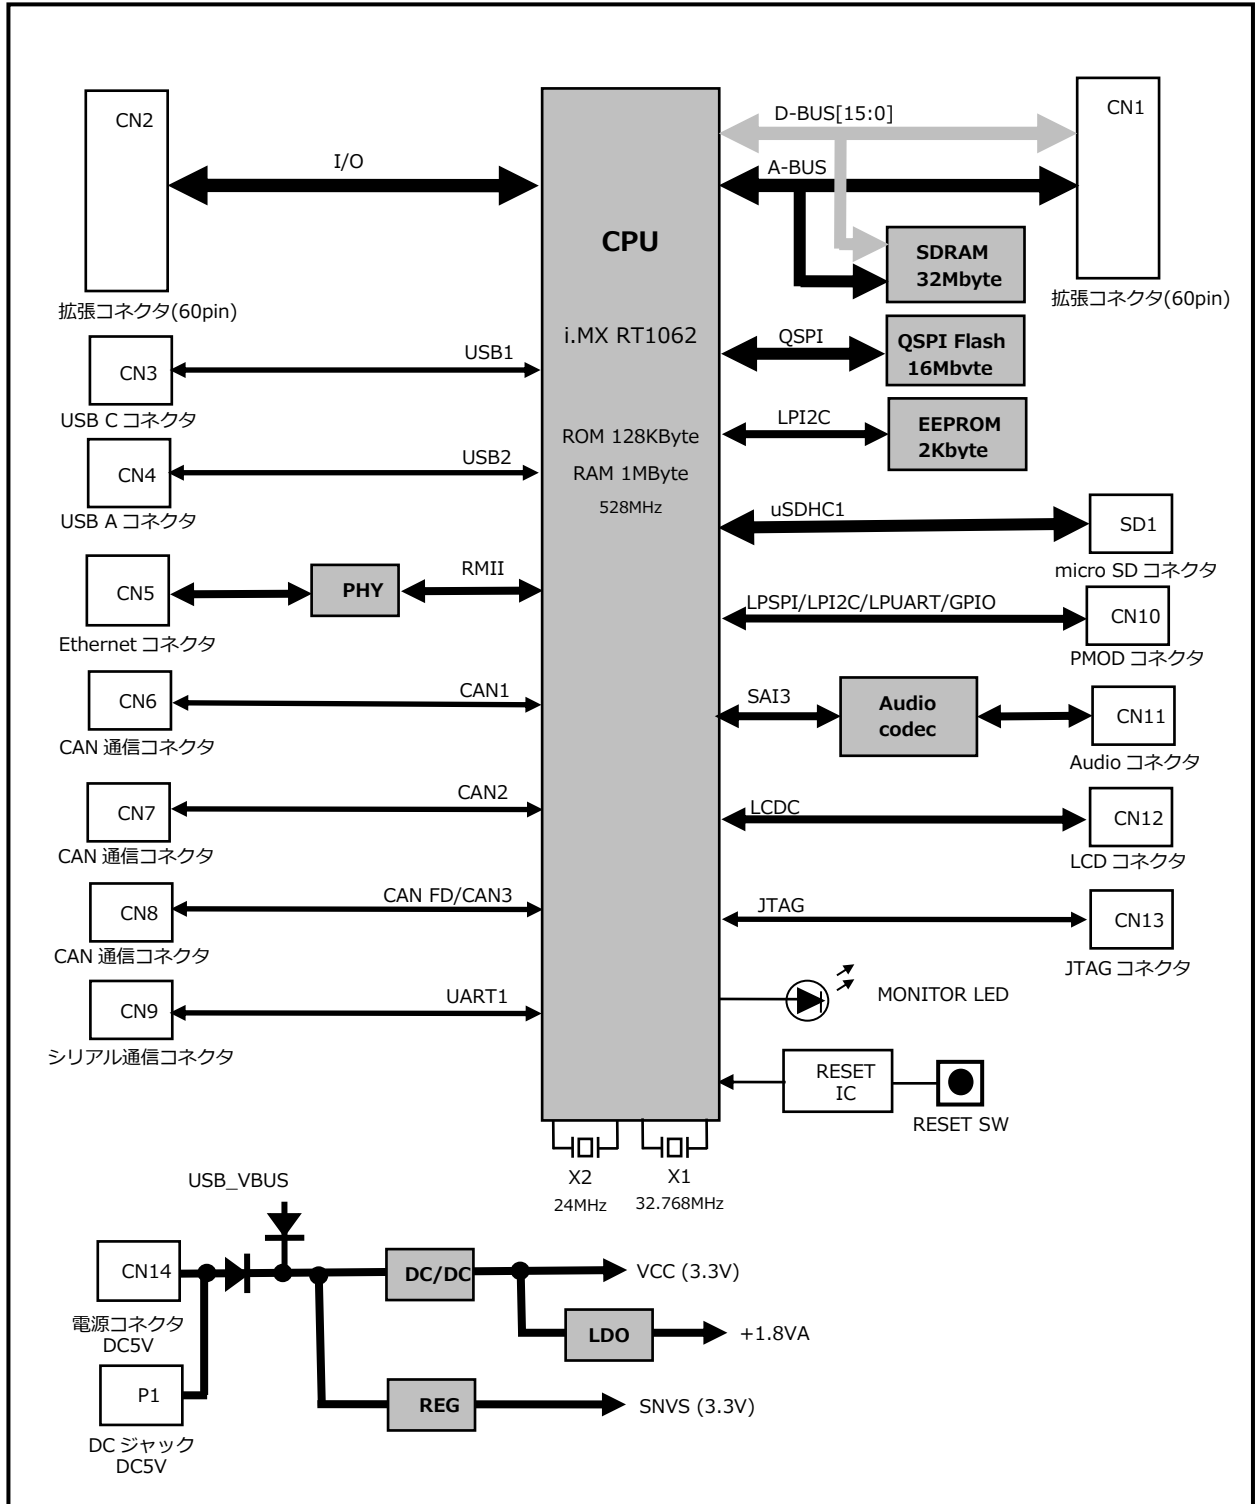 CN2
I/O
拡張コネクタ(60pin)
CN3
USB1
USB C コネクタ
CN4
USB2
USB A コネクタ
CN5
PHY
RMII
Ethernet コネクタ
CN6
CAN1
CAN 通信コネクタ
CN7
CAN2
CAN 通信コネクタ
CN8
CAN FD/CAN3
CAN 通信コネクタ
CN9
UART1
シリアル通信コネクタ
CPU
i.MX RT1062
ROM 128KByte
RAM 1MByte
528MHz
D-BUS[15:0]
CN1
A-BUS
SDRAM
32Mbyte
拡張コネクタ(60pin)
QSPI
QSPI Flash
16Mbyte
LPI2C
EEPROM
2Kbyte
uSDHC1
SD1
micro SD コネクタ
LPSPI/LPI2C/LPUART/GPIO
CN10
PMOD コネクタ
SAI3
Audio
codec
CN11
Audio コネクタ
LCDC
CN12
LCD コネクタ
JTAG
CN13
JTAG コネクタ
MONITOR LED
RESET
IC
RESET SW
X2
24MHz
X1
32.768MHz
USB_VBUS
CN14
電源コネクタ
DC5V
P1
DC ジャック
DC5V
DC/DC
VCC (3.3V)
LDO
+1.8VA
REG
SNVS (3.3V)